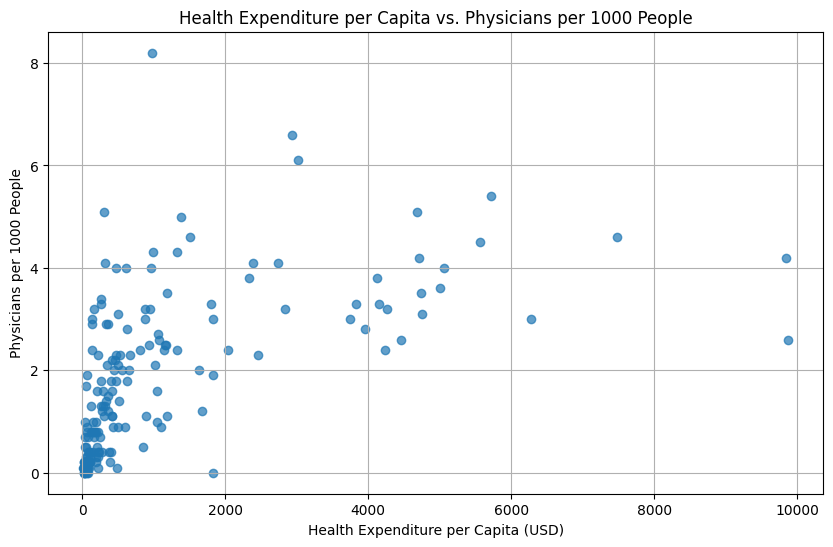 Health Expenditure per Capita vs. Physicians per 1000 People
8
6
4
2
0
Physicians per 1000 People
0 2000 4000 6000 8000 10000
Health Expenditure per Capita (USD)